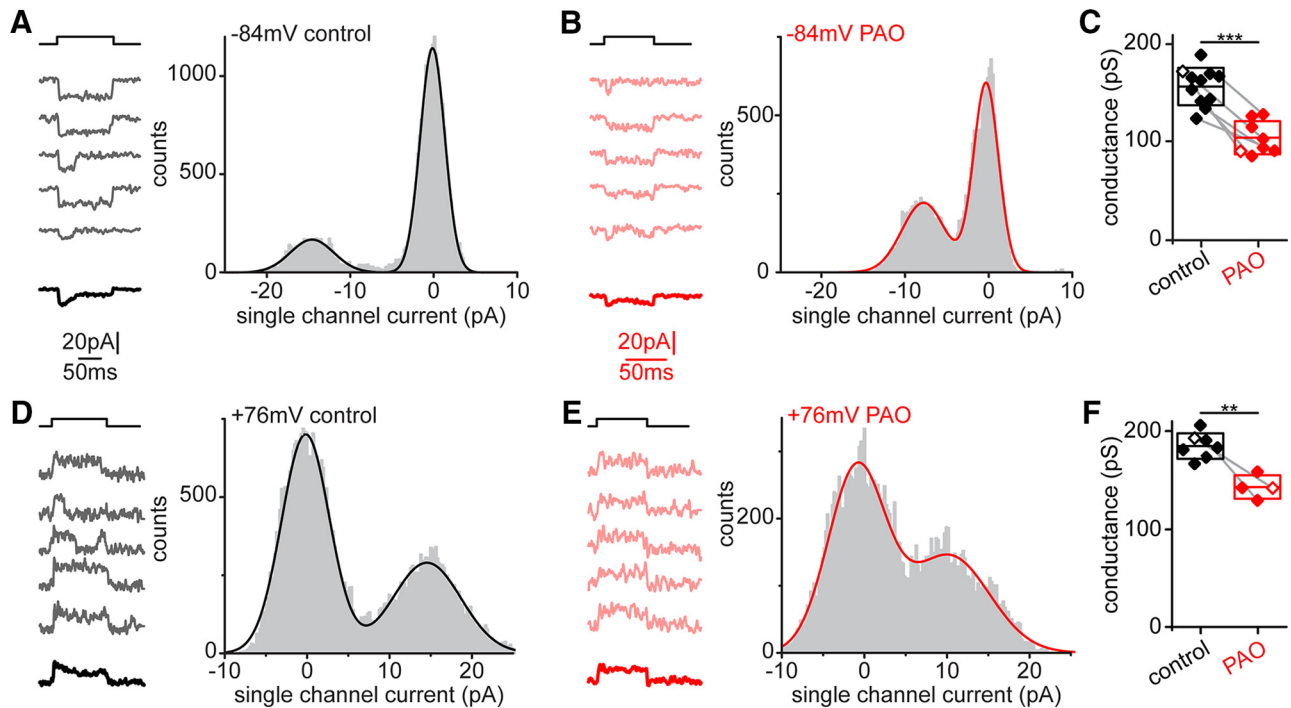 A
-84mV control
1000
500
0
counts
-20
-10
0
10
single channel current (pA)
20pA
50ms
B
-84mV PAO
500
0
counts
-20
-10
0
10
single channel current (pA)
20pA
50ms
C
***
200
100
0
conductance (pS)
control
PAO
D
+76mV control
500
0
counts
-10
0
10
20
single channel current (pA)
E
+76mV PAO
200
0
counts
-10
0
10
20
single channel current (pA)
F
**
200
100
0
conductance (pS)
control
PAO